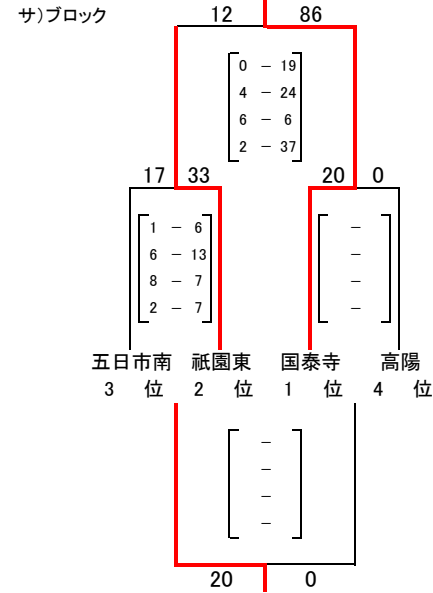 サ)ブロック 12 86
0 － 19
4 － 24
6 － 6
2 － 37
17 33 20 0
1 － 6 －
6 － 13 －
8 － 7 －
2 － 7 －
五日市南 祇園東 国泰寺 高陽
3 位 2 位 1 位 4 位
－
－
－
－
20 0